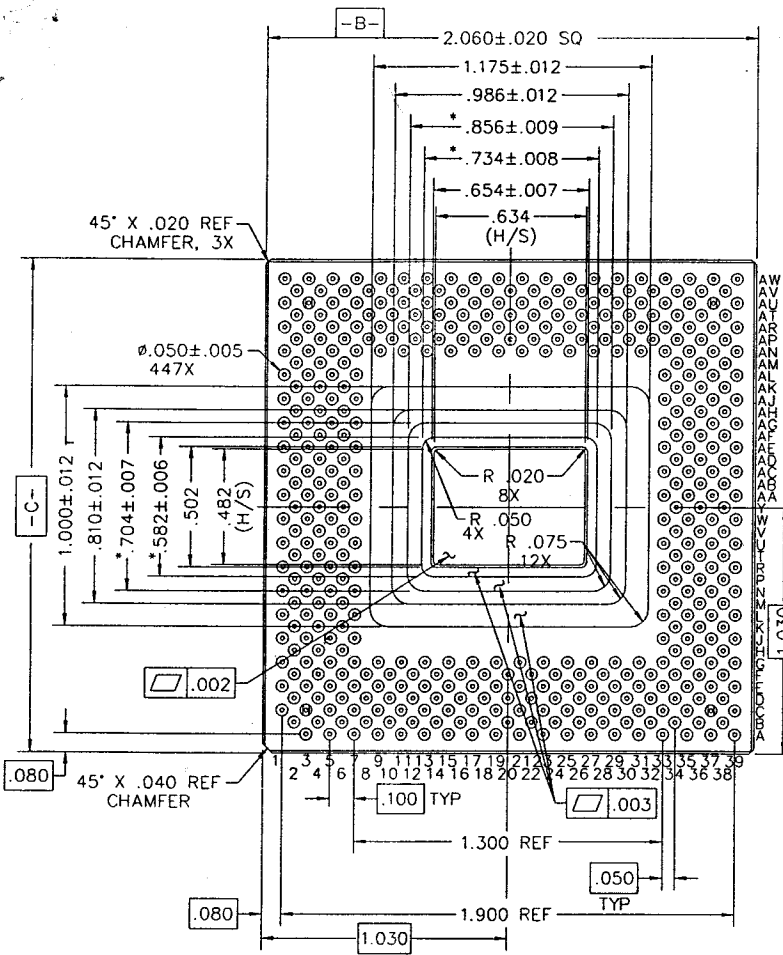 -B-
2.060±.020 SQ
1.175±.012
.986±.012
* .856±.009
* .734±.008
.654±.007
.634
(H/S)
45° X .020 REF
CHAMFER, 3X
ø.050±.005
447X
-C-
1.000±.012
.810±.012
*.704±.007
*.582±.006
.502
.482
(H/S)
R .020
8X
R .050
4X
R .075
12X
AW
AV
AU
AT
AR
AP
AN
AM
AL
AK
AJ
AH
AG
AF
AE
AD
AC
AB
AA
Y
W
V
U
T
R
P
N
M
L
K
J
H
G
F
E
D
C
B
A
1.030
.002
.080
45° X .040 REF
CHAMFER
1 3 5 7 9 11 13 15 17 19 21 23 25 27 29 31 33 35 37 39
2 4 6 8 10 12 14 16 18 20 22 24 26 28 30 32 34 36 38
.100 TYP
.003
1.300 REF
.050
TYP
.080
1.900 REF
1.030